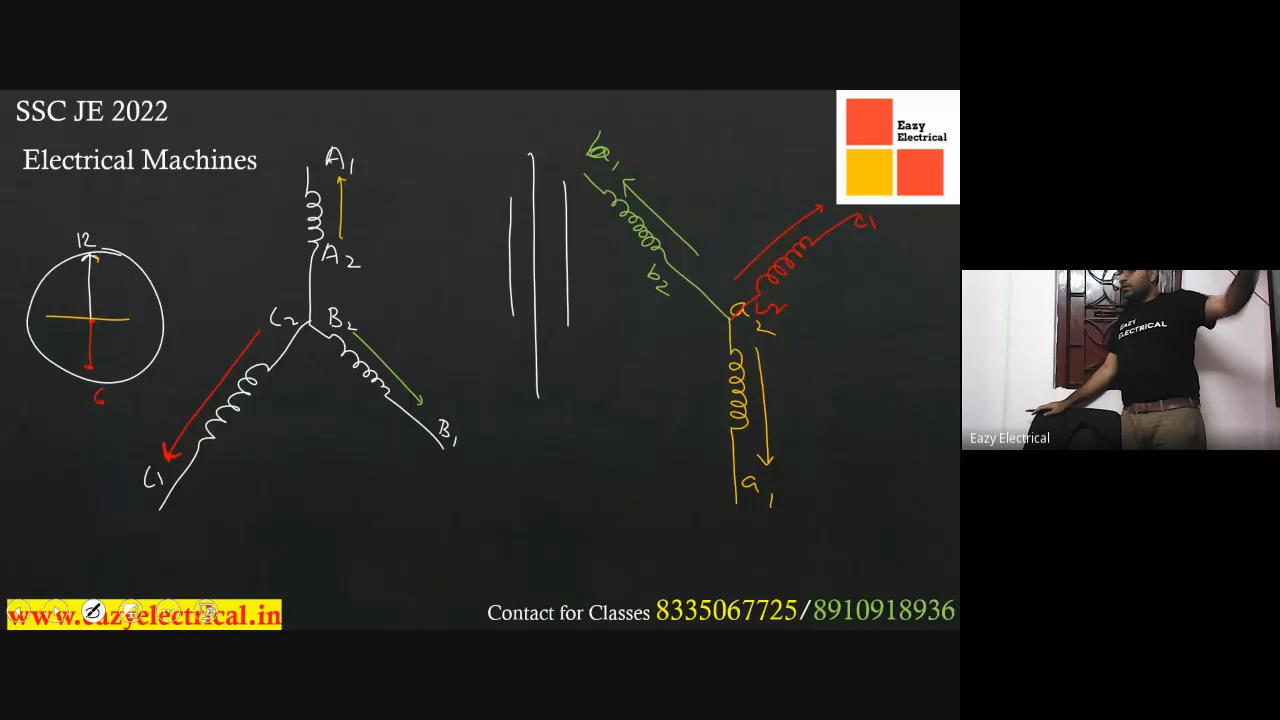 SSC JE 2022
Electrical Machines
Eazy
Electrical
12
6
A1
A2
C2
B2
C1
B1
b1
b2
C1
C2
a2
a1
EAZY
ELECTRICAL
Eazy Electrical
www.eazyelectrical.in
Contact for Classes 8335067725/8910918936